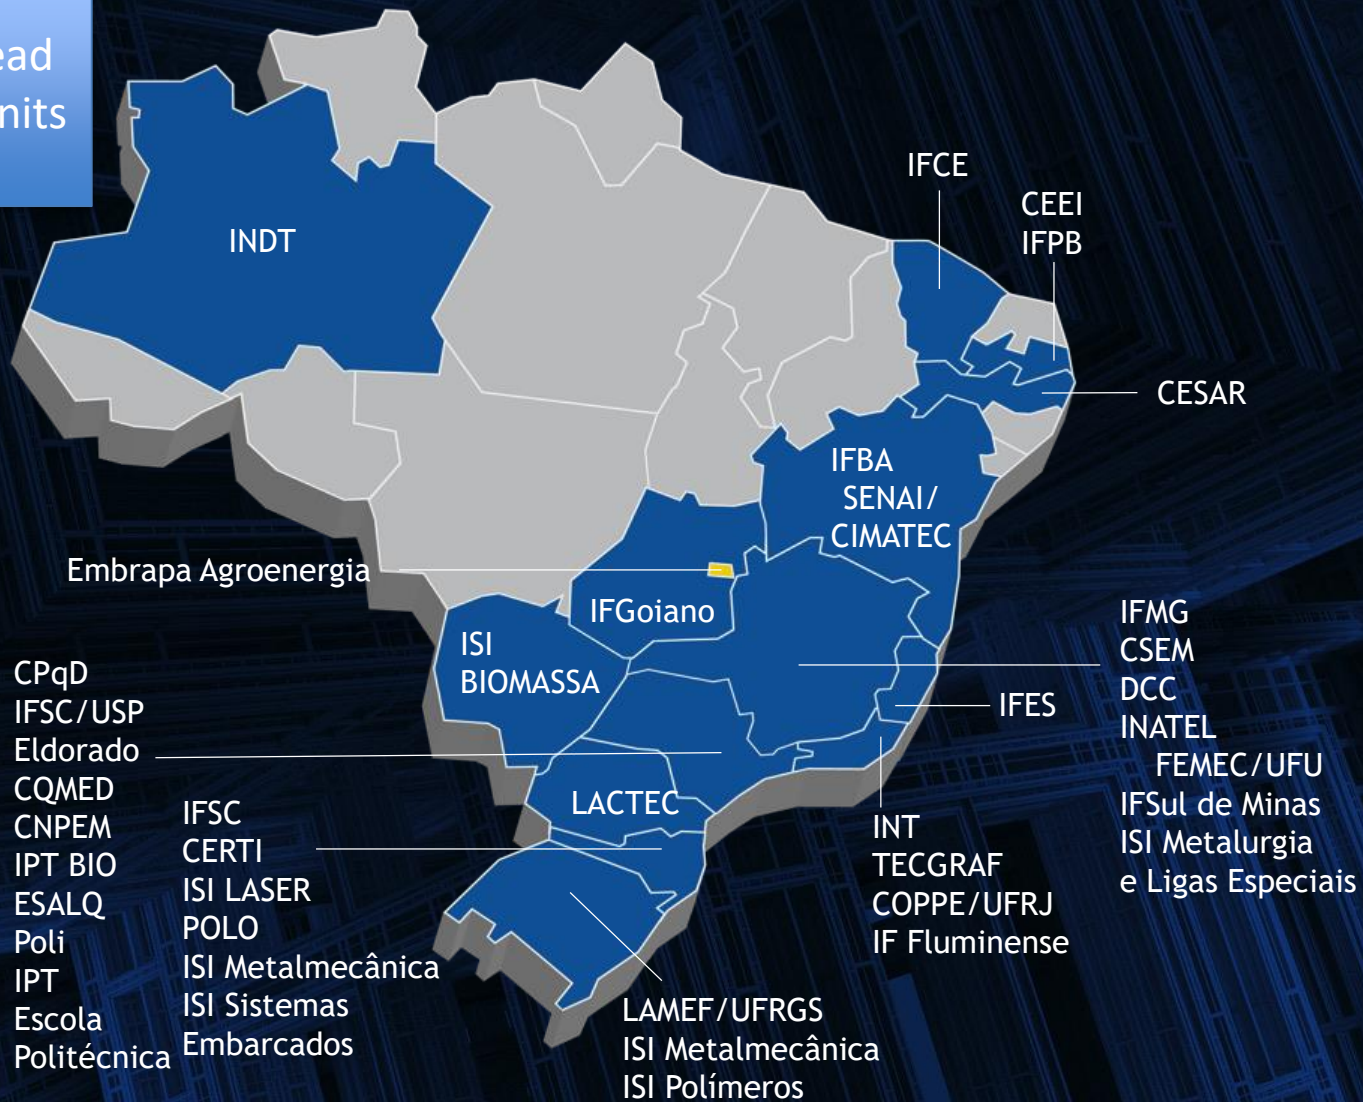 INDT
IFCE
CEEI
IFPB
CESAR
IFBA
SENAI/
CIMATEC
Embrapa Agroenergia
IFGoiano
ISI
BIOMASSA
IFES
LACTEC
CPqD
IFSC/USP
Eldorado
CQMED
CNPEM
IPT BIO
ESALQ
Poli
IPT
Escola
Politécnica
IFSC
CERTI
ISI LASER
POLO
ISI Metalmecânica
ISI Sistemas
Embarcados
LAMEF/UFRGS
ISI Metalmecânica
ISI Polímeros
INT
TECGRAF
COPPE/UFRJ
IF Fluminense
IFMG
CSEM
DCC
INATEL
FEMEC/UFU
IFSul de Minas
ISI Metalurgia
e Ligas Especiais